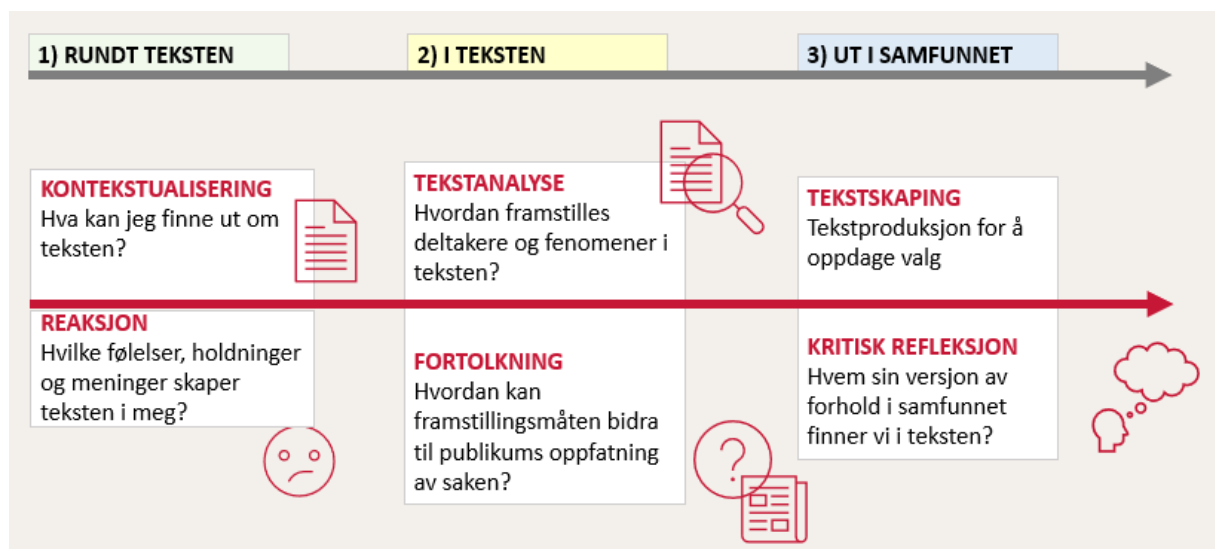 1) RUNDT TEKSTEN
2) I TEKSTEN
3) UT I SAMFUNNET
KONTEKSTUALISERING
Hva kan jeg finne ut om
teksten?
REAKSJON
Hvilke følelser, holdninger
og meninger skaper
teksten i meg?
TEKSTANALYSE
Hvordan framstilles
deltakere og fenomener i
teksten?
FORTOLKNING
Hvordan kan
framstillingsmåten bidra
til publikums oppfatning
av saken?
TEKSTSKAPING
Tekstproduksjon for å
oppdage valg
KRITISK REFLEKSJON
Hvem sin versjon av
forhold i samfunnet
finner vi i teksten?